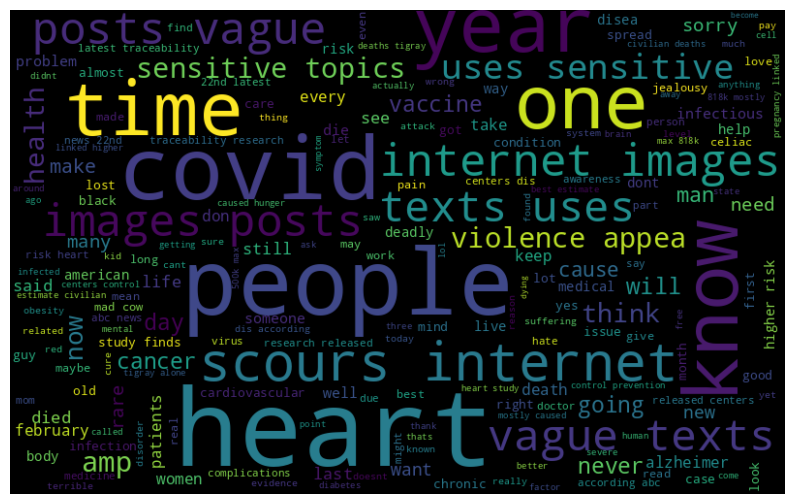 posts vague
find
year
disea
become
pay
latest traceability
deaths tigray
risk
sorry
spread
civilian deaths
much
cell
problem
almost
22nd latest
sensitive topics
even
uses sensitive
love
didnt
actually
way
wrong
jealousy
anything
health
made
time
care
every
vaccine
one
away
818k mostly
thing
see
attack
got
take
person
infectious
pregnancy linked
news 22nd
traceability research
die
let
condition
system
brain
level
help
max 818k
linked higher
make
covid
symptom
internet images
celiac
lost
pain
centers dis
awareness
best estimate
around
black
don
caused hunger
texts uses
found
dont
man
need
state
ago
images posts
saw
deadly
part
many
still
violence appea
risk heart
kid
getting
sure
ask
may
keep
say
american
long
cant
work
lol
cause
will
first
said
centers control
life
people
lot
medical
know
infected
estimate civilian
mean
mad cow
someone
500k max
yes
think
higher risk
obesity
abc news
day
dis according
mind
live
reason
dying
issue
give
month
free
now
related
mental
virus
three
suffering
study finds
research released
today
hate
guy
red
cure
cancer
scours internet
good
maybe
tigray alone
cardiovascular
well
due
best
heart study
control prevention
yet
mom
old
rare
disorder
patients
real
heart
death
released centers
died
called
point
right
doctor
going
new
mostly caused
february
thank
thats
known
vague texts
human
body
infection
might
severe
amp
complications
last
doesnt
want
better
never
alzheimer
look
medicine
women
evidence
chronic
really
read
case
come
terrible
diabetes
factor
according abc